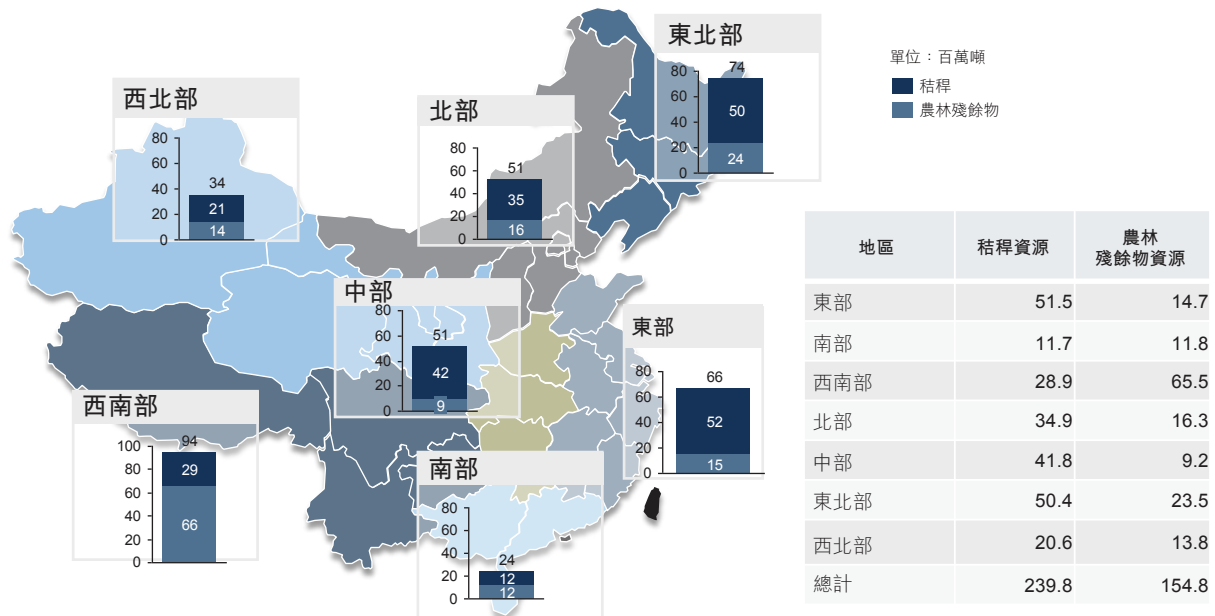 東北部
74
80
60
40
20
0
50
24
單位：百萬噸
秸稈
農林殘餘物
西北部
80
60
40
20
0
34
21
14
北部
80
60
40
20
0
51
35
16
中部
80
60
40
20
0
51
42
9
東部
80
60
40
20
0
66
52
15
西南部
100
80
60
40
20
0
94
29
66
南部
80
60
40
20
0
24
12
12
地區 秸稈資源 農林
殘餘物資源
東部 51.5 14.7
南部 11.7 11.8
西南部 28.9 65.5
北部 34.9 16.3
中部 41.8 9.2
東北部 50.4 23.5
西北部 20.6 13.8
總計 239.8 154.8